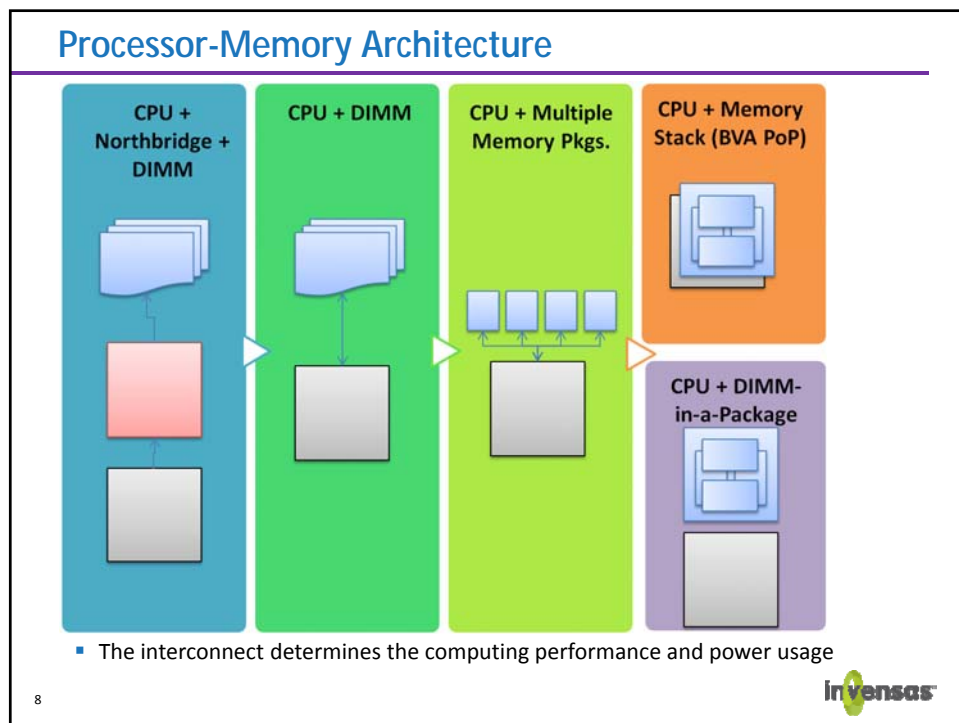 Processor-Memory Architecture
CPU +
Northbridge +
DIMM
CPU + DIMM
CPU + Multiple
Memory Pkgs.
CPU + Memory
Stack (BVA PoP)
CPU + DIMM-
in-a-Package
▪ The interconnect determines the computing performance and power usage
8
invensas™